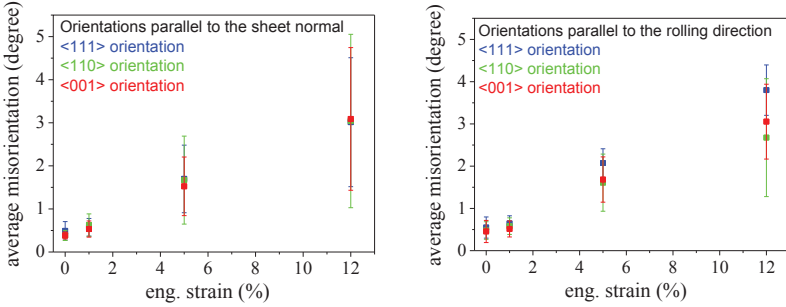 Orientations parallel to the sheet normal
<111> orientation
<110> orientation
<001> orientation
average misorientation (degree)
5
4
3
2
1
0
0 2 4 6 8 10 12
eng. strain (%)
Orientations parallel to the rolling direction
<111> orientation
<110> orientation
<001> orientation
average misorientation (degree)
5
4
3
2
1
0
0 2 4 6 8 10 12
eng. strain (%)